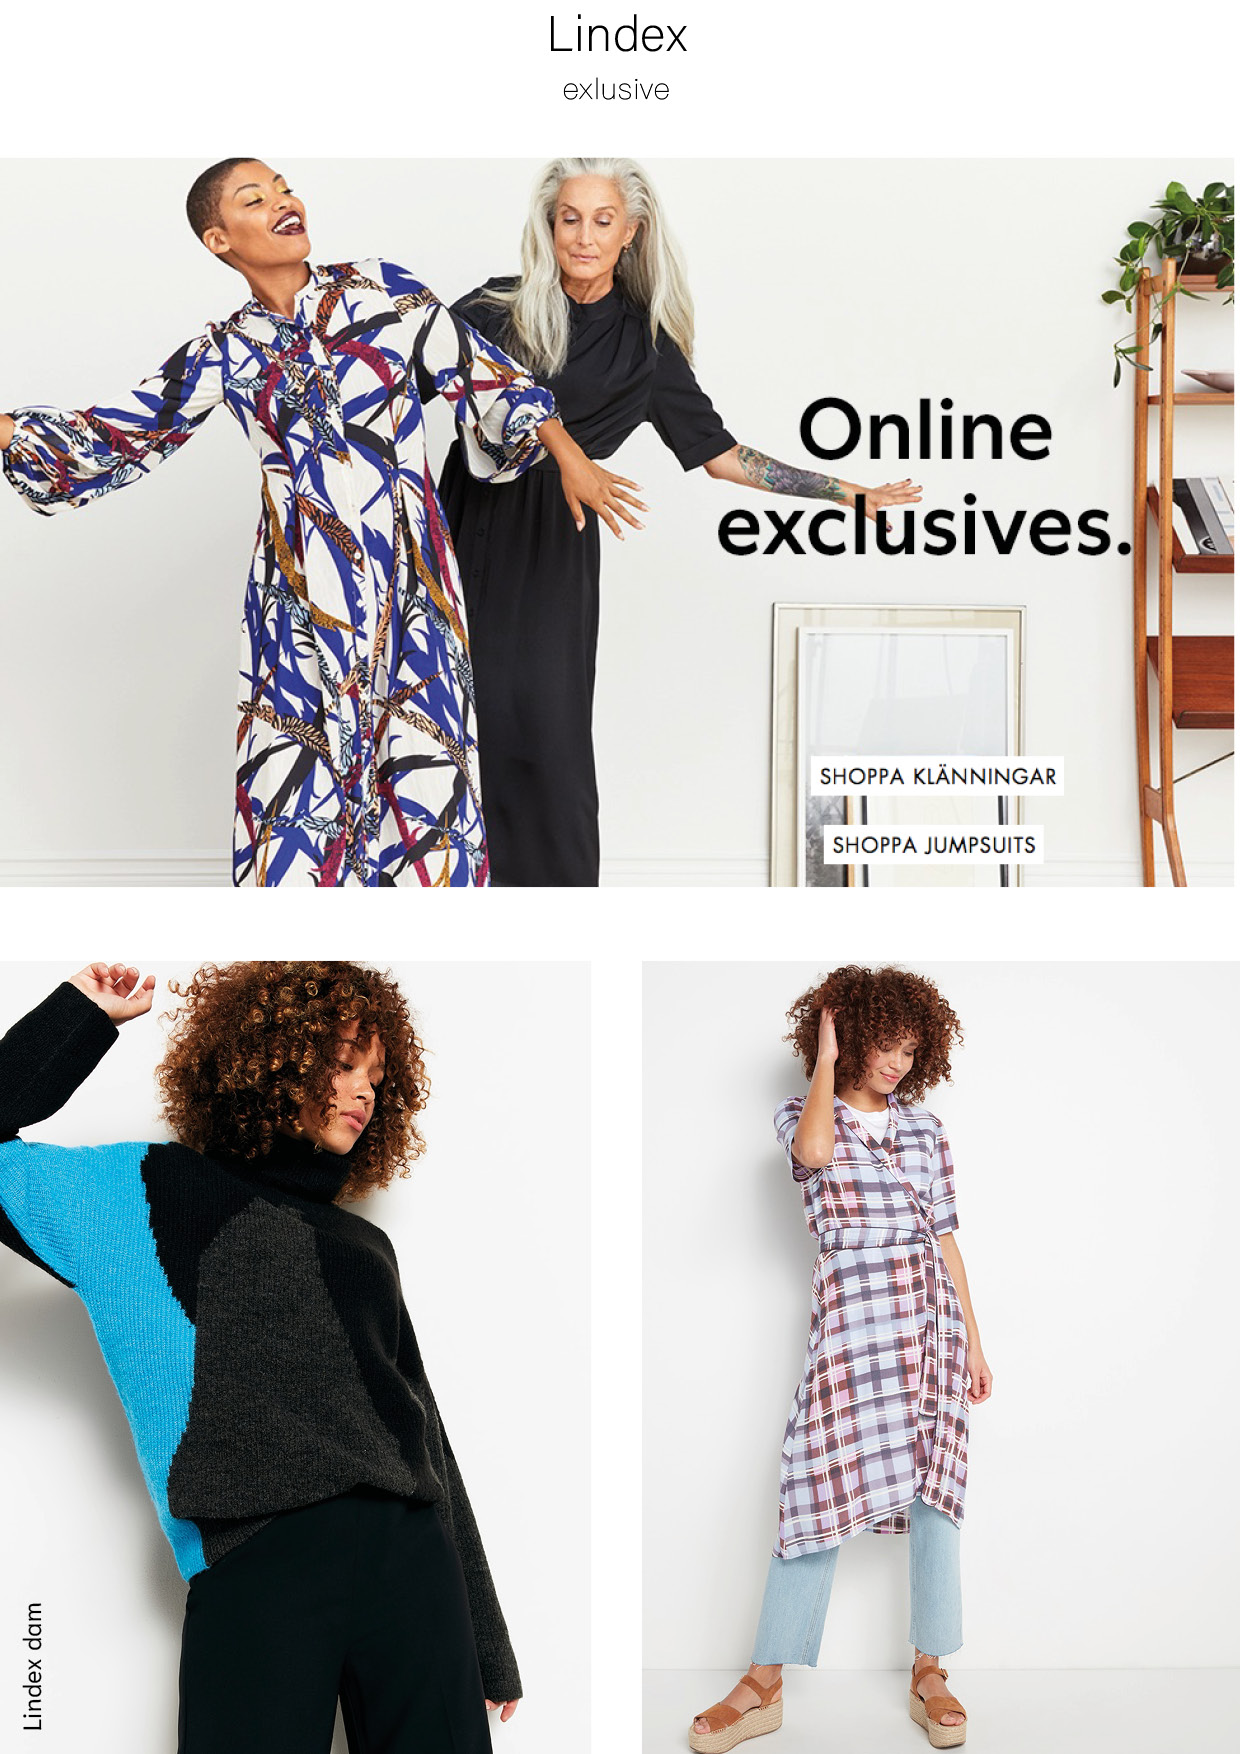 Lindex
exlusive
Online
exclusives.
SHOPPA KLÄNNINGAR
SHOPPA JUMPSUITS
Lindex dam